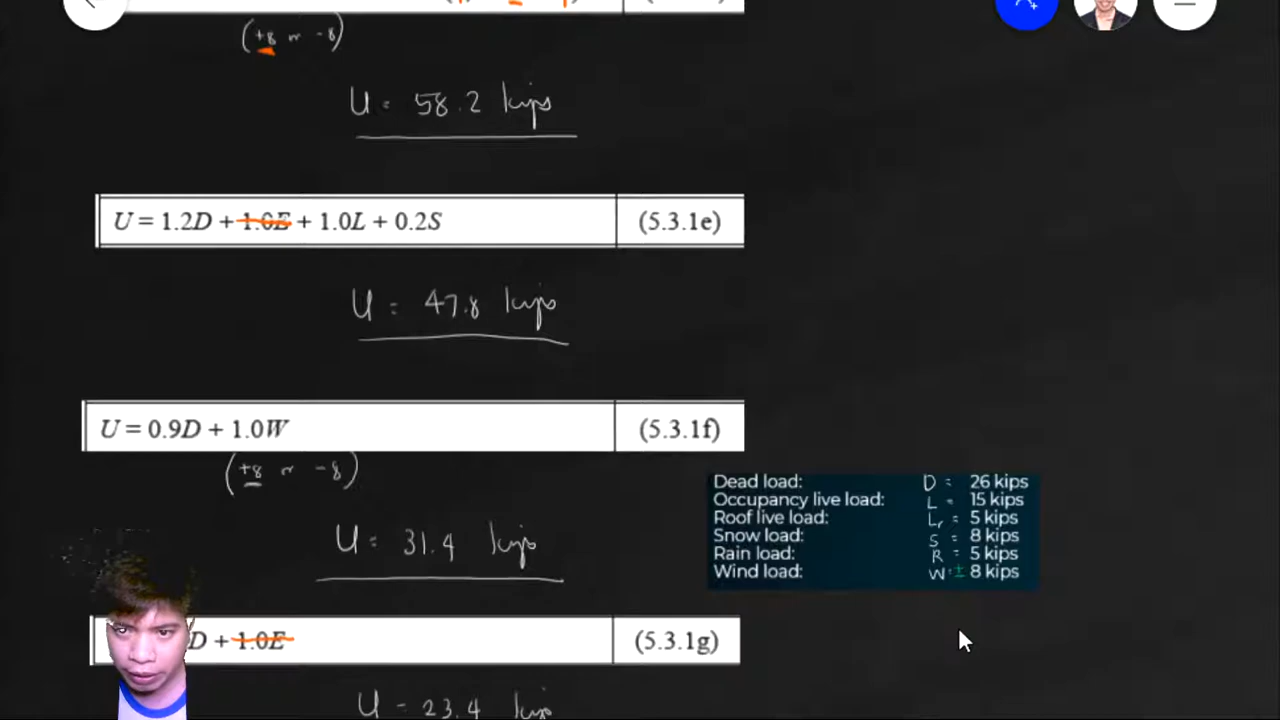 (+8 or -8)
U = 58.2 kips
U = 1.2D + 1.0E + 1.0L + 0.2S (5.3.1e)
U = 47.8 kips
U = 0.9D + 1.0W (5.3.1f)
(+8 or -8)
Dead load: D = 26 kips
Occupancy live load: L = 15 kips
Roof live load: Lr = 5 kips
Snow load: S = 8 kips
Rain load: R = 5 kips
Wind load: W = ± 8 kips
U = 31.4 kips
D + 1.0E (5.3.1g)
U = 23.4 kips